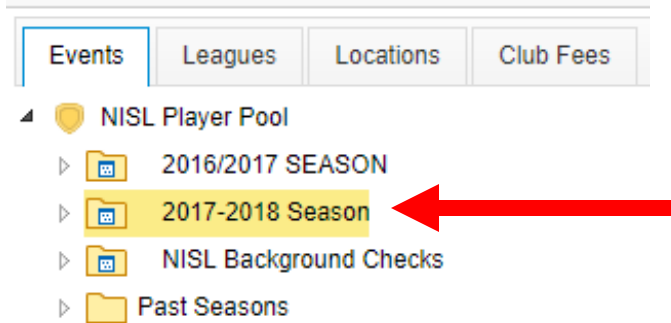 Events Leagues Locations Club Fees
NISL Player Pool
2016/2017 SEASON
2017-2018 Season
NISL Background Checks
Past Seasons